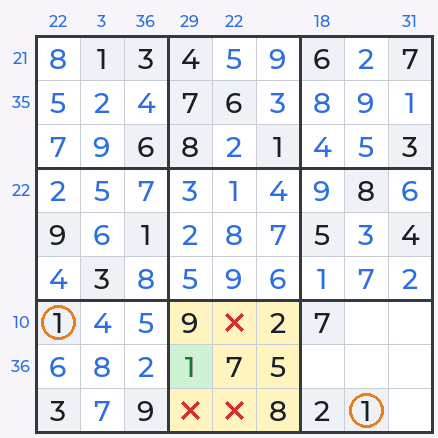 22 3 36 29 22 18 31
21 8 1 3 4 5 9 6 2 7
35 5 2 4 7 6 3 8 9 1
7 9 6 8 2 1 4 5 3
22 2 5 7 3 1 4 9 8 6
9 6 1 2 8 7 5 3 4
4 3 8 5 9 6 1 7 2
10 1 4 5 9 × 2 7
36 6 8 2 1 7 5
3 7 9 × × 8 2 1